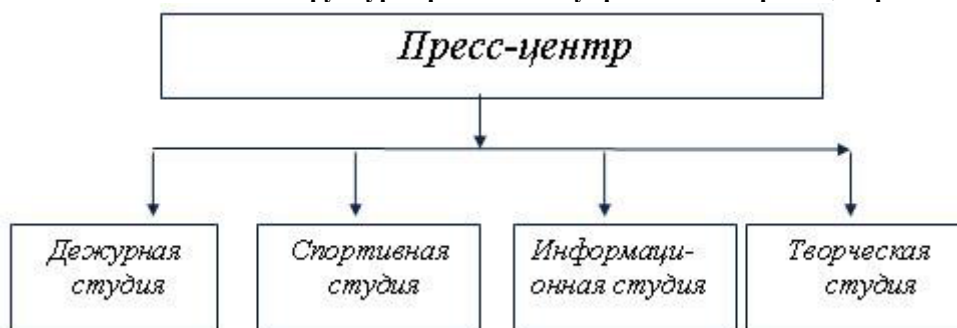 Пресс-центр
Дежурная
студия
Спортивная
студия
Информаци-
онная студия
Творческая
студия